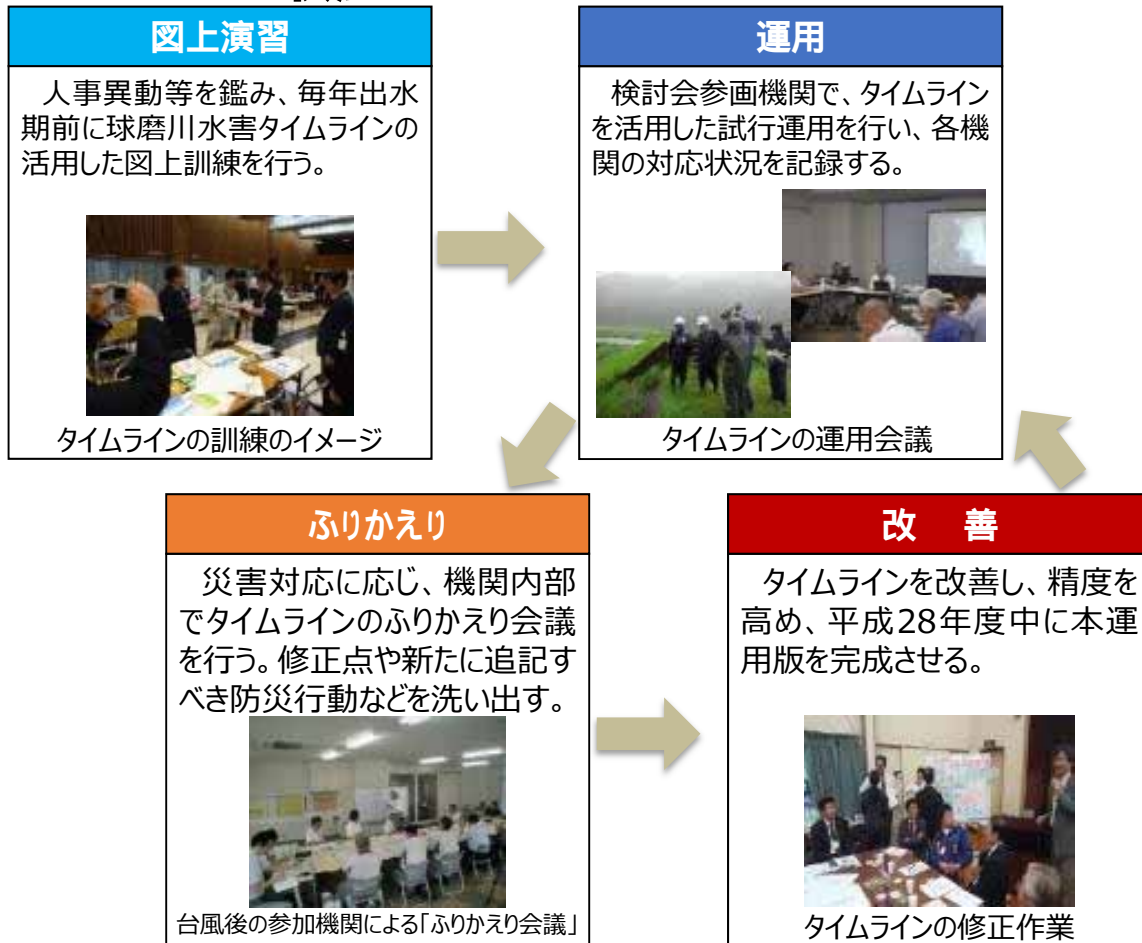 図上演習
人事異動等を鑑み、毎年出水
期前に球磨川水害タイムラインの
活用した図上訓練を行う。
タイムラインの訓練のイメージ
運用
検討会参画機関で、タイムライン
を活用した試行運用を行い、各機
関の対応状況を記録する。
タイムラインの運用会議
ふりかえり
災害対応に応じ、機関内部
でタイムラインのふりかえり会議
を行う。修正点や新たに追記す
べき防災行動などを洗い出す。
台風後の参加機関による「ふりかえり会議」
改　善
タイムラインを改善し、精度を
高め、平成28年度中に本運
用版を完成させる。
タイムラインの修正作業